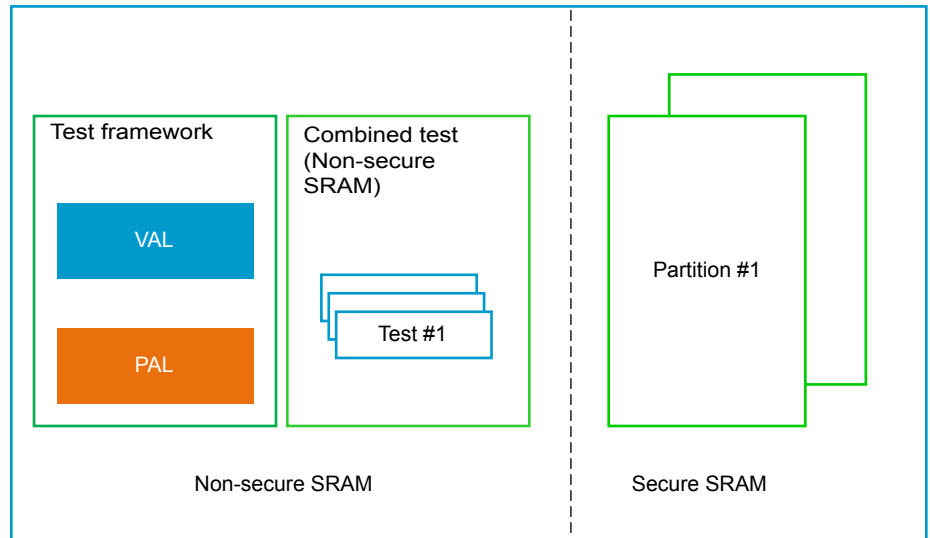 Test framework
VAL
PAL
Combined test
(Non-secure
SRAM)
Test #1
Partition #1
Non-secure SRAM
Secure SRAM